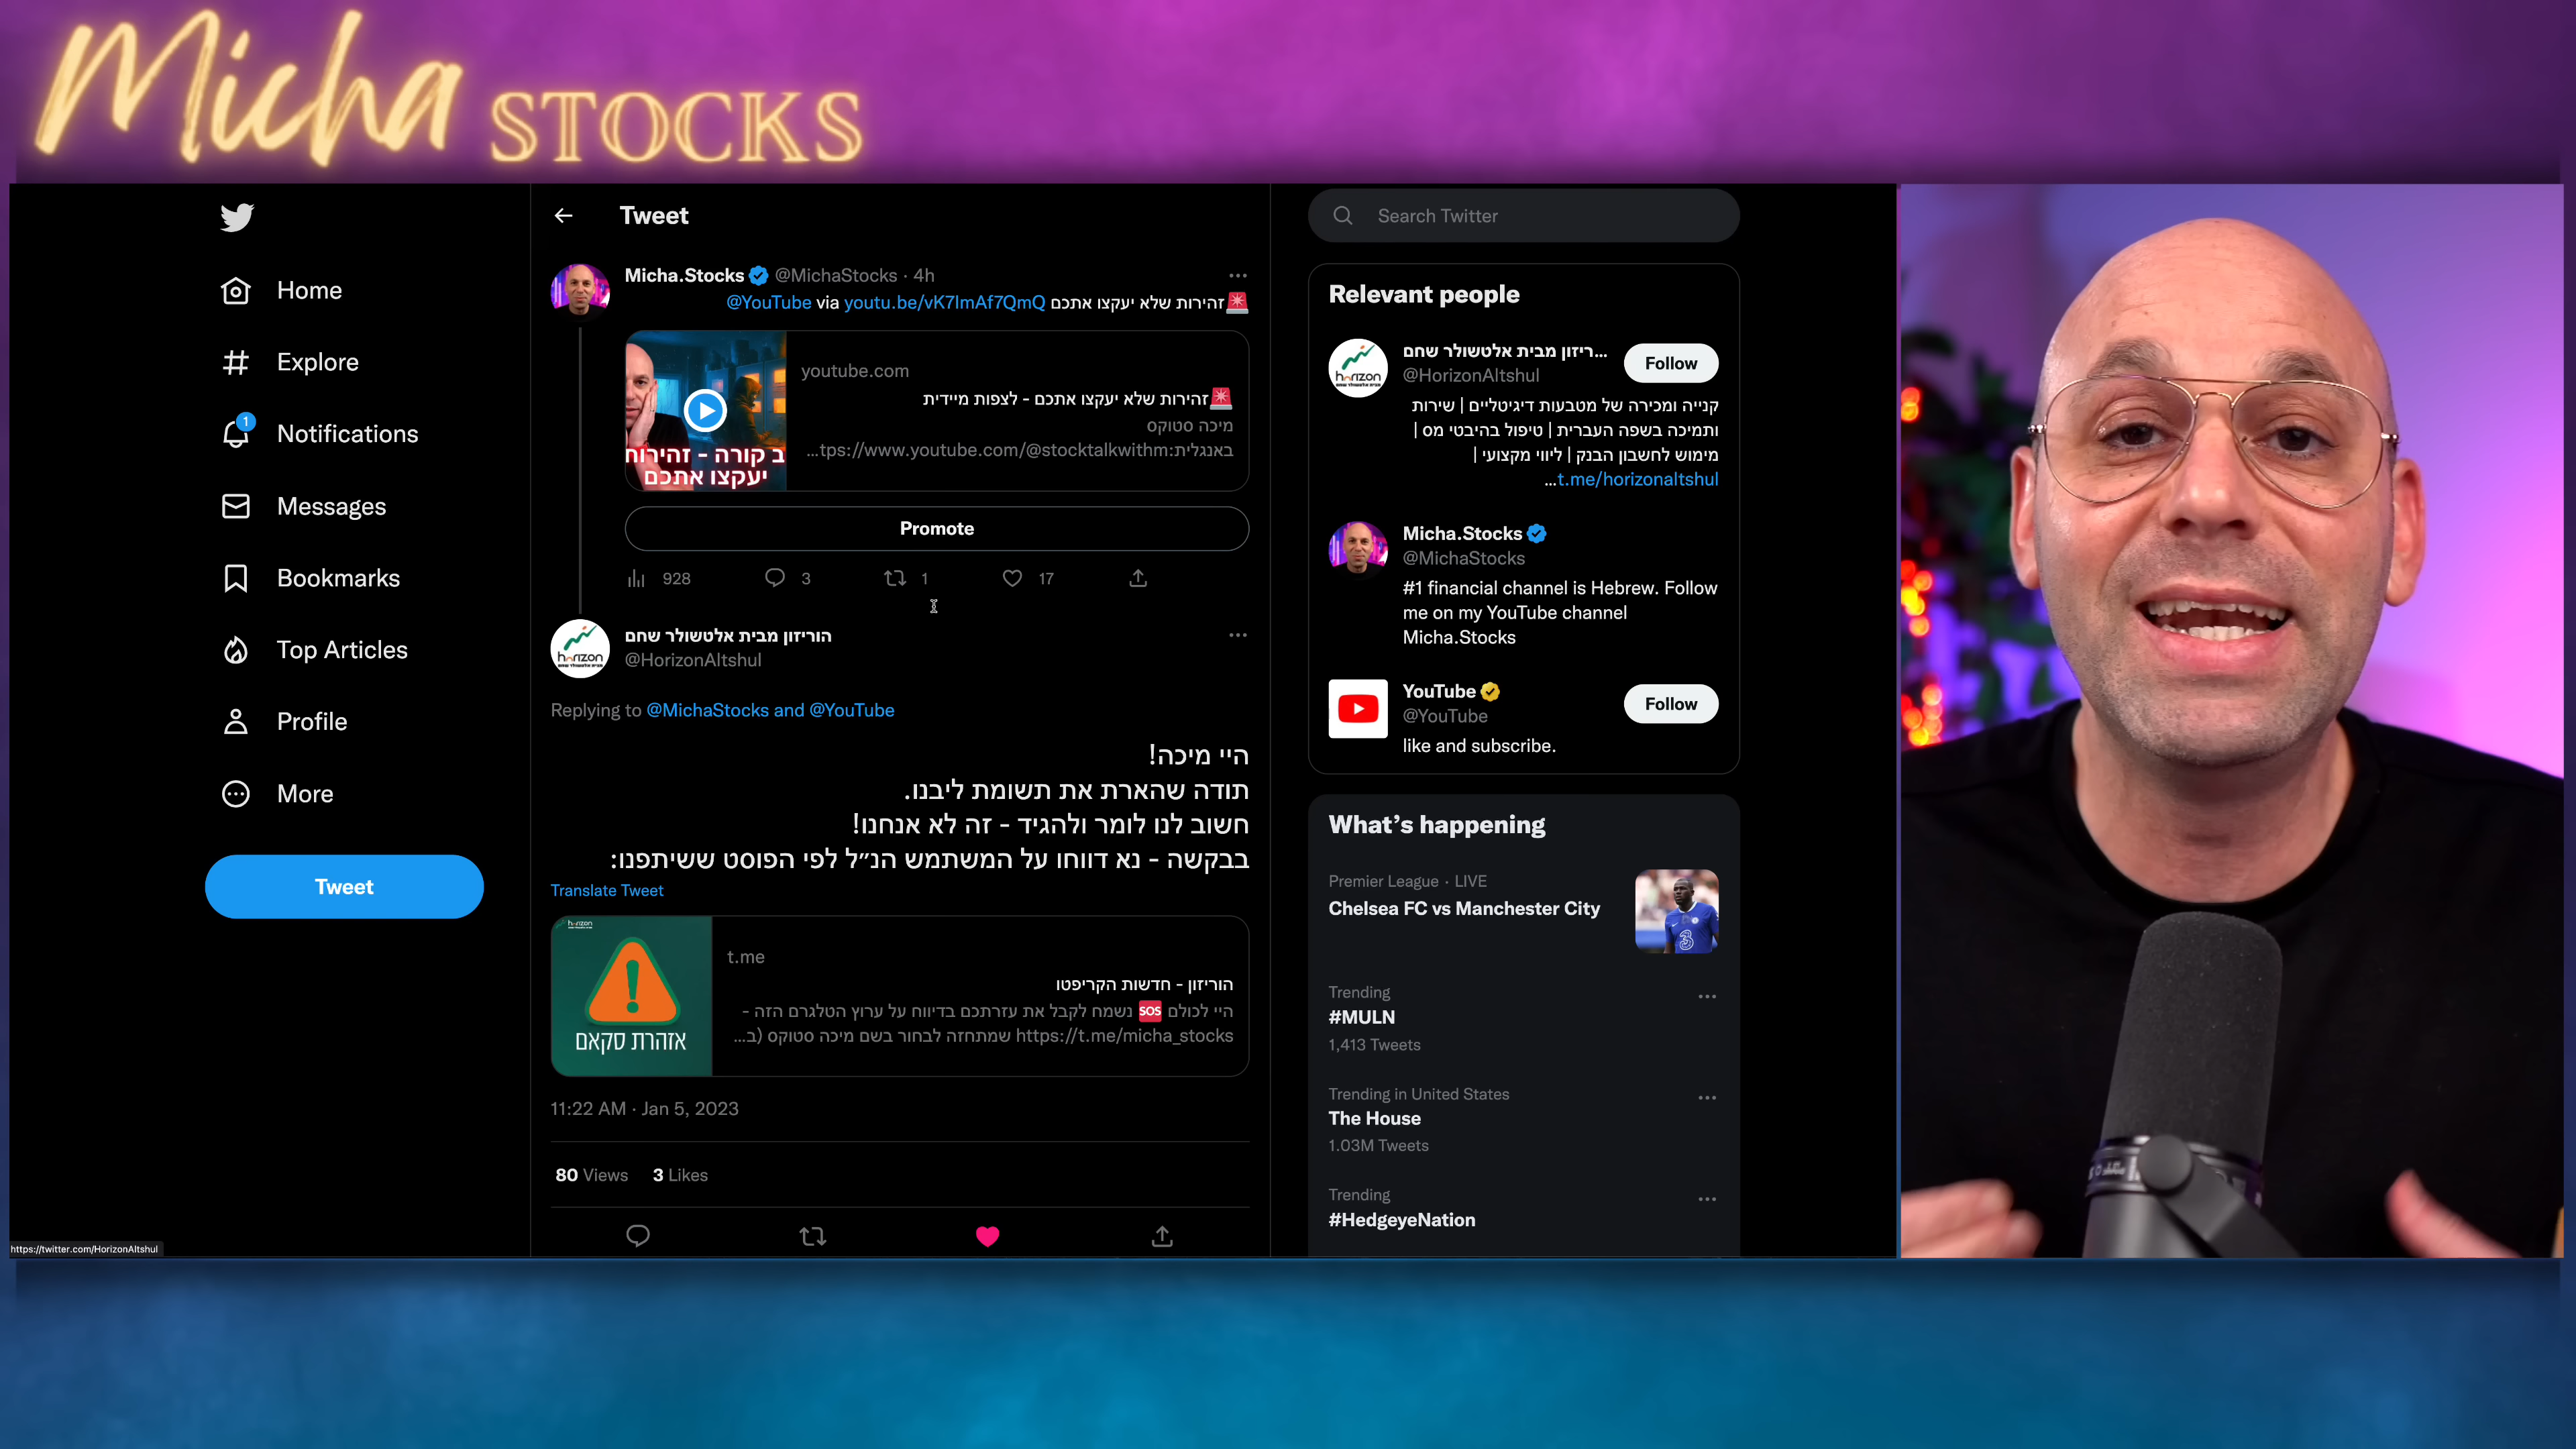 Micha STOCKS
Home
Explore
1
Notifications
Messages
Bookmarks
Top Articles
Profile
More
Tweet
https://twitter.com/HorizonAltshul
Tweet
Micha.Stocks @MichaStocks · 4h
🚨זהירות שלא יעקצו אתכם youtu.be/vK7ImAf7QmQ via @YouTube
youtube.com
🚨זהירות שלא יעקצו אתכם - לצפות מיידית
מיכה סטוקס
באנגלית:tps://www.youtube.com/@stocktalkwithm...
ב קורה - זהירות
יעקצו אתכם
Promote
928 3 1 17
הוריזון מבית אלטשולר שחם
@HorizonAltshul
horizon
Replying to @MichaStocks and @YouTube
היי מיכה!
תודה שהארת את תשומת ליבנו.
חשוב לנו לומר ולהגיד - זה לא אנחנו!
בבקשה - נא דווחו על המשתמש הנ״ל לפי הפוסט ששיתפנו:
Translate Tweet
horizon
אזהרת סקאם
t.me
הוריזון - חדשות הקריפטו
היי לכולם 🆘 נשמח לקבל את עזרתכם בדיווח על ערוץ הטלגרם הזה -
https://t.me/micha_stocks שמתחזה לבחור בשם מיכה סטוקס (ב...
11:22 AM · Jan 5, 2023
80 Views 3 Likes
Search Twitter
Relevant people
horizon
...ריזון מבית אלטשולר שחם
@HorizonAltshul
Follow
קנייה ומכירה של מטבעות דיגיטליים | שירות
ותמיכה בשפה העברית | טיפול בהיבטי מס |
מימוש לחשבון הבנק | ליווי מקצועי |
t.me/horizonaltshul...
Micha.Stocks
@MichaStocks
#1 financial channel is Hebrew. Follow
me on my YouTube channel
Micha.Stocks
YouTube
@YouTube
Follow
like and subscribe.
What's happening
Premier League · LIVE
Chelsea FC vs Manchester City
3
Trending
#MULN
1,413 Tweets
Trending in United States
The House
1.03M Tweets
Trending
#HedgeyeNation